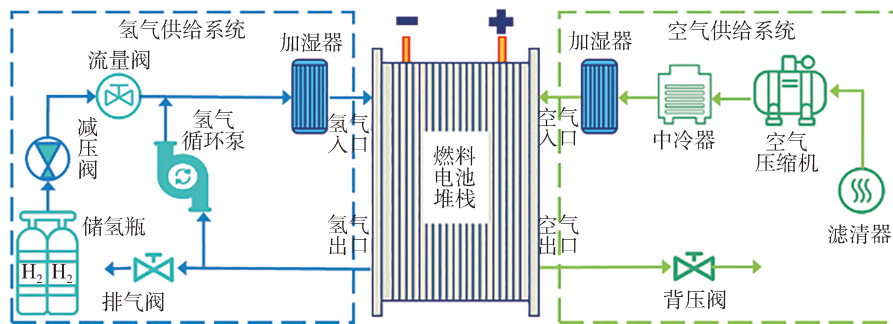 氢气供给系统
流量阀
加湿器
减
压
阀
氢气
循环泵
储氢瓶
H2 H2
排气阀
氢气
入口
氢气
出口
燃料
电池
堆栈
空气供给系统
加湿器
中冷器
空气
压缩机
滤清器
空气
入口
空气
出口
背压阀